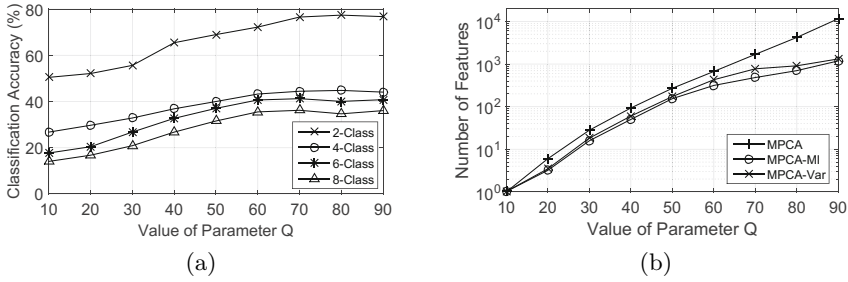 Classification Accuracy (%)
80
60
40
20
0
2-Class
4-Class
6-Class
8-Class
10 20 30 40 50 60 70 80 90
Value of Parameter Q
(a)
Number of Features
10^4
10^3
10^2
10^1
10^0
MPCA
MPCA-MI
MPCA-Var
10 20 30 40 50 60 70 80 90
Value of Parameter Q
(b)